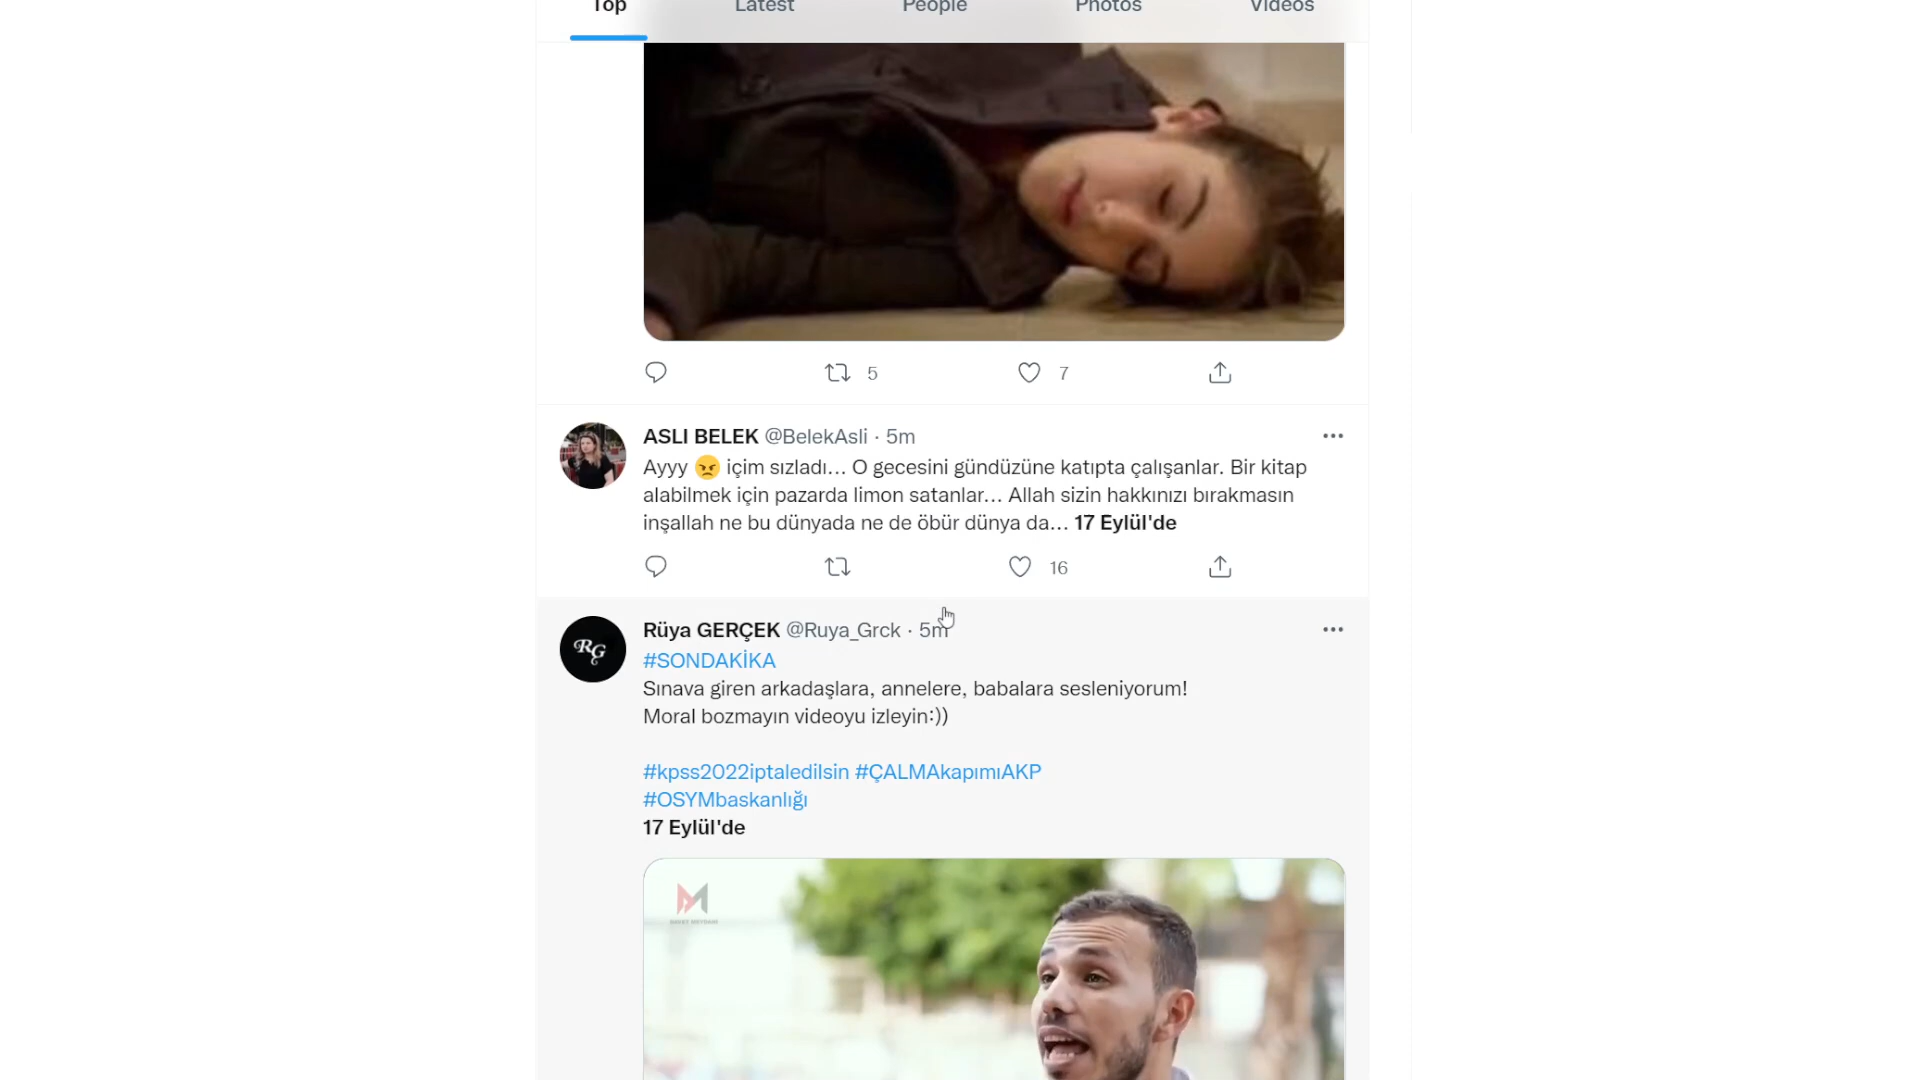 Top
Latest
People
Photos
Videos
5
7
ASLI BELEK @BelekAsli · 5m
Ayyy 😠 içim sızladı... O gecesini gündüzüne katıpta çalışanlar. Bir kitap
alabilmek için pazarda limon satanlar... Allah sizin hakkınızı bırakmasın
inşallah ne bu dünyada ne de öbür dünya da... 17 Eylül'de
16
Rüya GERÇEK @Ruya_Grck · 5m
#SONDAKİKA
Sınava giren arkadaşlara, annelere, babalara sesleniyorum!
Moral bozmayın videoyu izleyin:))
#kpss2022iptaledilsin #ÇALMAkapımıAKP
#OSYMbaskanlığı
17 Eylül'de
RG